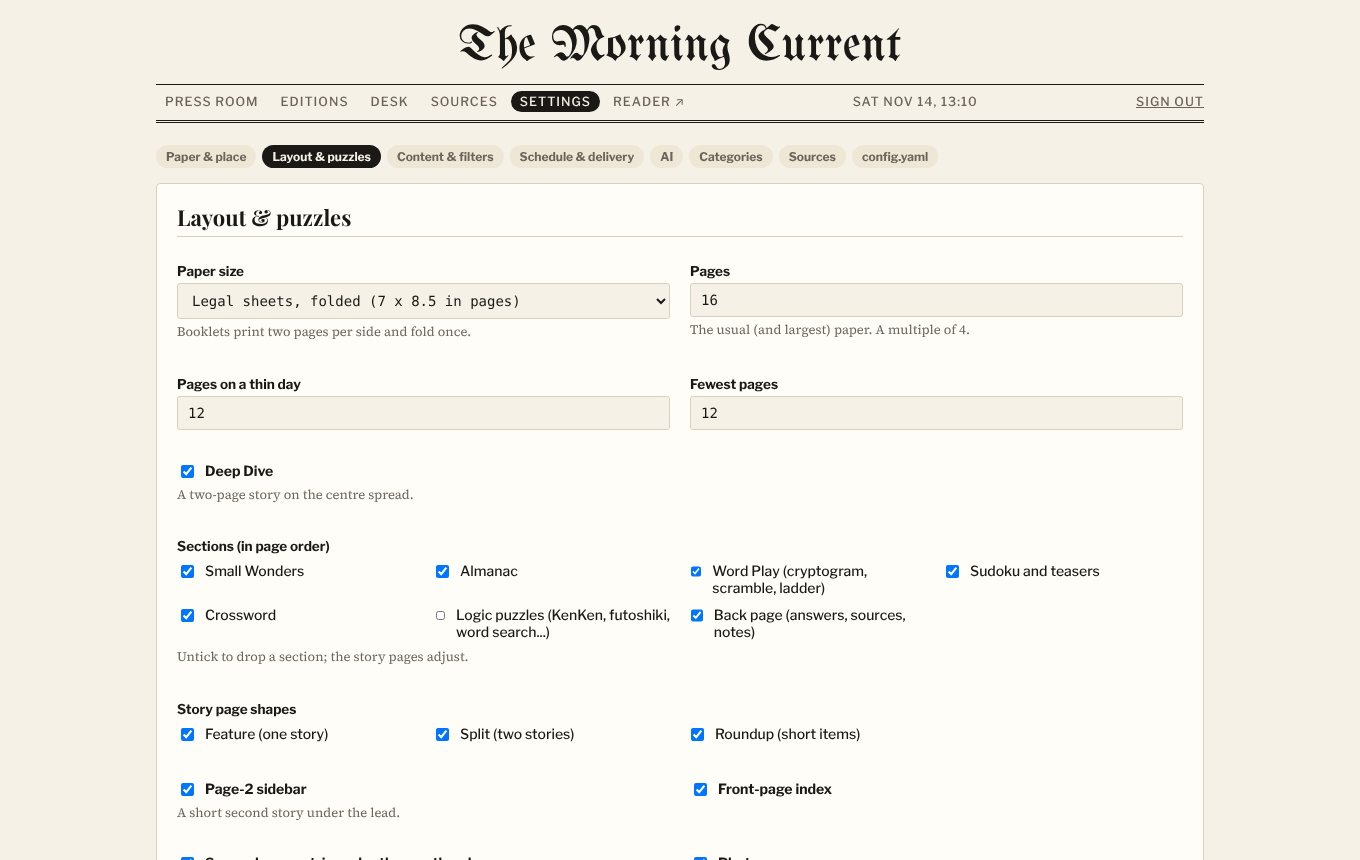 The Morning Current
PRESS ROOM EDITIONS DESK SOURCES SETTINGS READER ↗ SAT NOV 14, 13:10 SIGN OUT
Paper & place Layout & puzzles Content & filters Schedule & delivery AI Categories Sources config.yaml
Layout & puzzles
Paper size
Legal sheets, folded (7 x 8.5 in pages)
Booklets print two pages per side and fold once.
Pages
16
The usual (and largest) paper. A multiple of 4.
Pages on a thin day
12
Fewest pages
12
Deep Dive
A two-page story on the centre spread.
Sections (in page order)
Small Wonders
Almanac
Word Play (cryptogram,
scramble, ladder)
Sudoku and teasers
Crossword
Logic puzzles (KenKen, futoshiki,
word search...)
Back page (answers, sources,
notes)
Untick to drop a section; the story pages adjust.
Story page shapes
Feature (one story)
Split (two stories)
Roundup (short items)
Page-2 sidebar
A short second story under the lead.
Front-page index